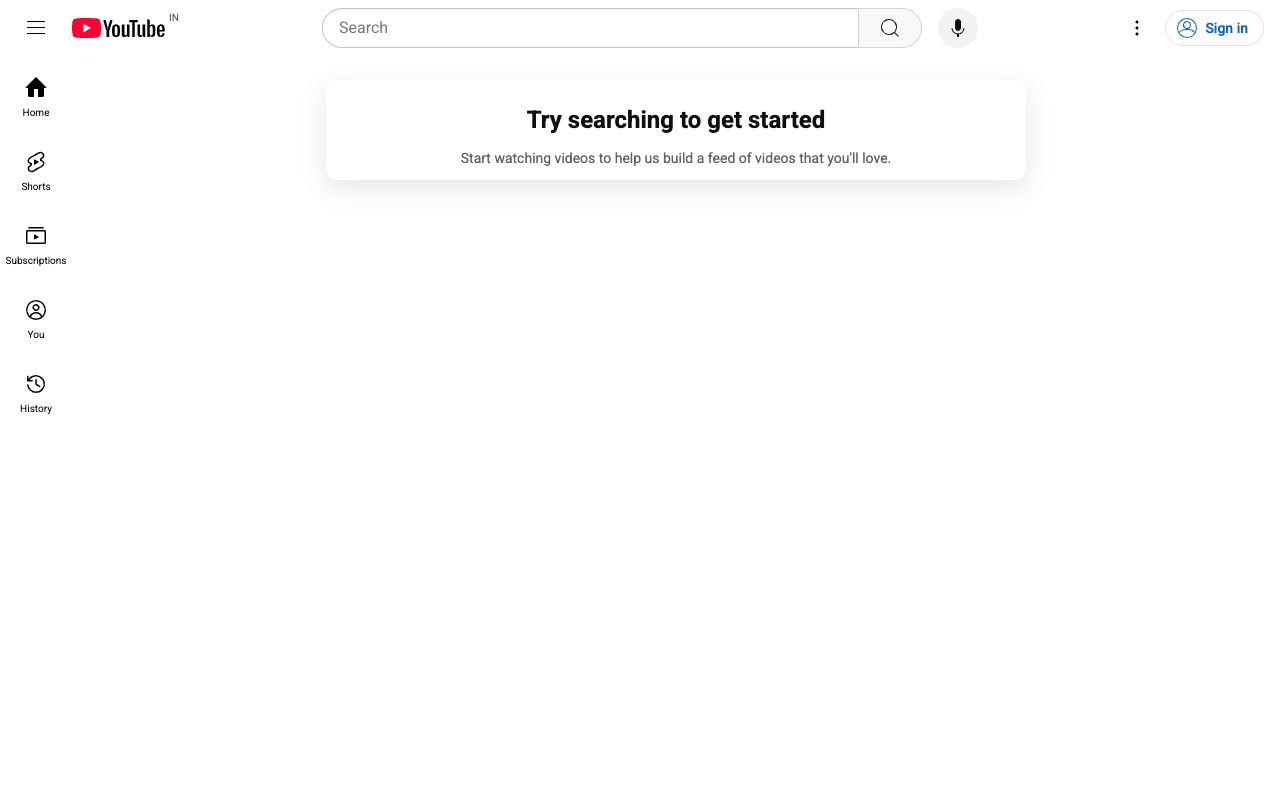 YouTube IN
Search
Sign in
Home
Shorts
Subscriptions
You
History
Try searching to get started
Start watching videos to help us build a feed of videos that you'll love.